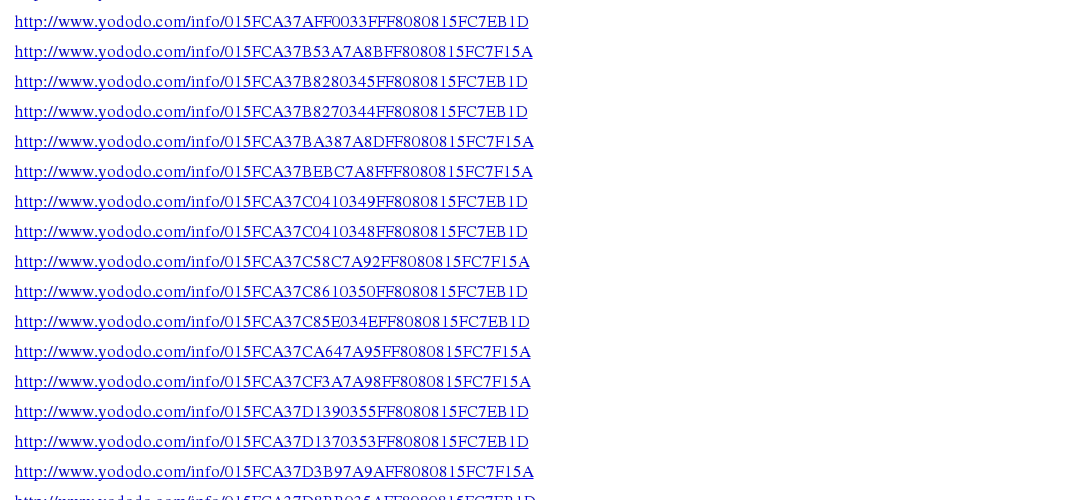 http://www.yododo.com/info/015FCA37AFF0033FFF8080815FC7EB1D
http://www.yododo.com/info/015FCA37B53A7A8BFF8080815FC7F15A
http://www.yododo.com/info/015FCA37B8280345FF8080815FC7EB1D
http://www.yododo.com/info/015FCA37B8270344FF8080815FC7EB1D
http://www.yododo.com/info/015FCA37BA387A8DFF8080815FC7F15A
http://www.yododo.com/info/015FCA37BEBC7A8FFF8080815FC7F15A
http://www.yododo.com/info/015FCA37C0410349FF8080815FC7EB1D
http://www.yododo.com/info/015FCA37C0410348FF8080815FC7EB1D
http://www.yododo.com/info/015FCA37C58C7A92FF8080815FC7F15A
http://www.yododo.com/info/015FCA37C8610350FF8080815FC7EB1D
http://www.yododo.com/info/015FCA37C85E034EFF8080815FC7EB1D
http://www.yododo.com/info/015FCA37CA647A95FF8080815FC7F15A
http://www.yododo.com/info/015FCA37CF3A7A98FF8080815FC7F15A
http://www.yododo.com/info/015FCA37D1390355FF8080815FC7EB1D
http://www.yododo.com/info/015FCA37D1370353FF8080815FC7EB1D
http://www.yododo.com/info/015FCA37D3B97A9AFF8080815FC7F15A